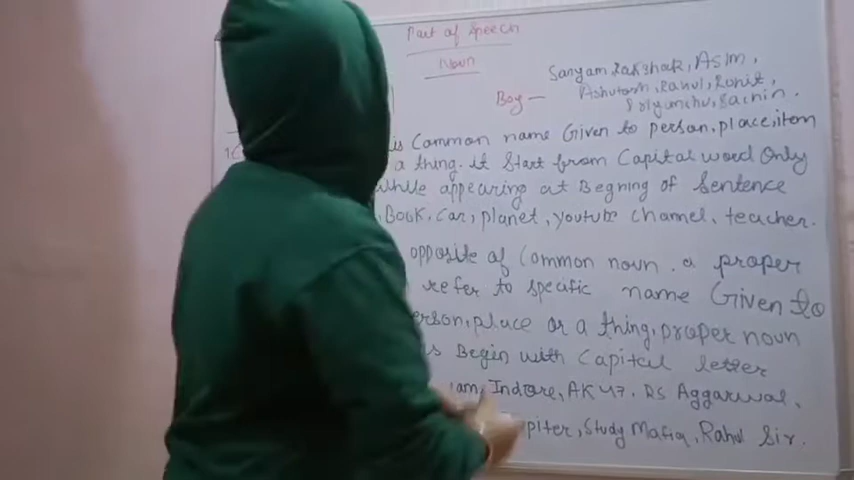 Part of Speech
Noun
Sanyam Rakshak, Asim,
Boy — Ashutosh, Rahul, Ronit,
Priyanchu, Sachin.
is Common name Given to person, place, item
a thing. it Start from Capital word Only
while appearing at Begning of Sentence
Book, Car, planet, youtube channel, teacher.
opposite of Common noun. a proper
refer to specific name Given to
person, place or a thing, proper noun
Begin with Capital letter
Indore, AK47. RS Aggarwal,
Study Mafia, Rahul Sir.